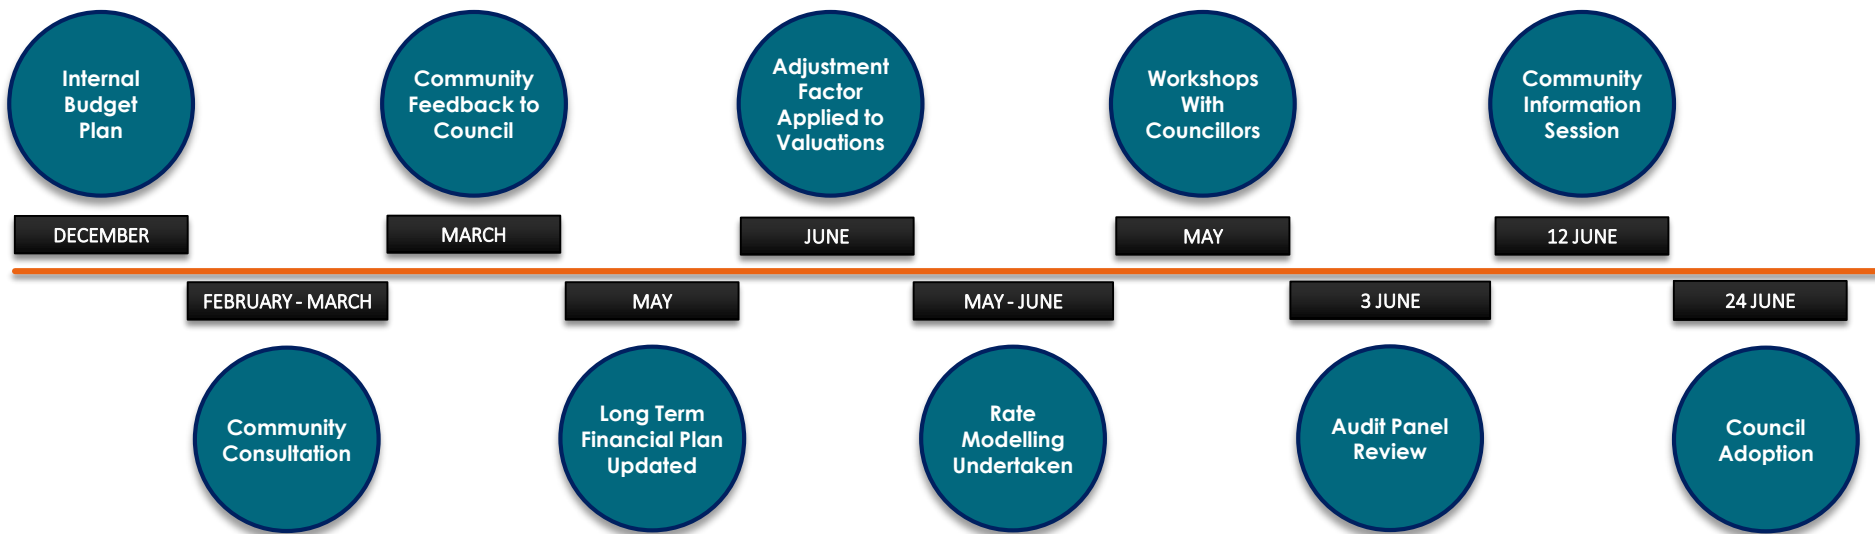 Internal
Budget
Plan
DECEMBER
FEBRUARY - MARCH
Community
Consultation
Community
Feedback to
Council
MARCH
MAY
Long Term
Financial Plan
Updated
Adjustment
Factor
Applied to
Valuations
JUNE
MAY - JUNE
Rate
Modelling
Undertaken
Workshops
With
Councillors
MAY
3 JUNE
Audit Panel
Review
Community
Information
Session
12 JUNE
24 JUNE
Council
Adoption